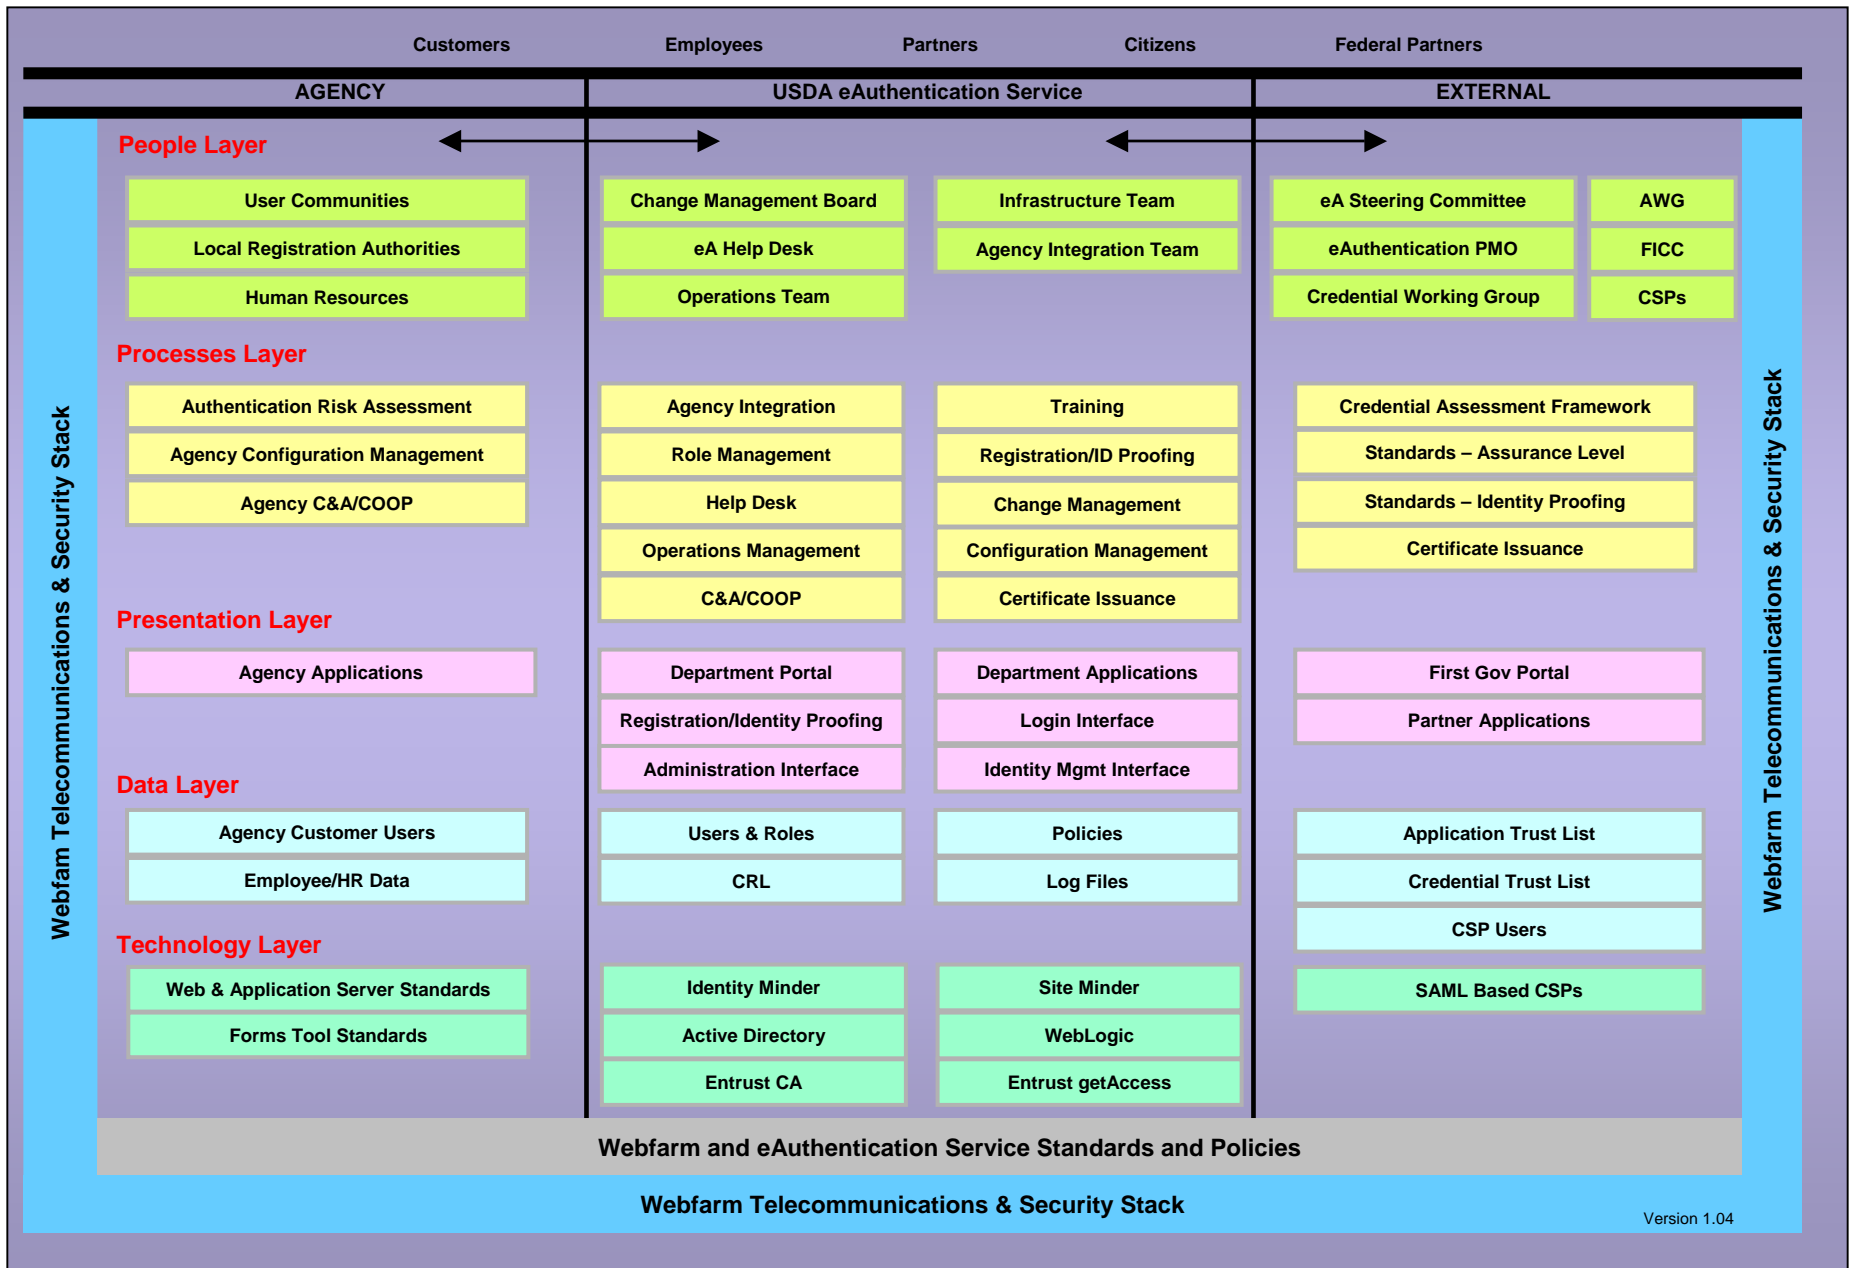 Customers Employees Partners Citizens Federal Partners
AGENCY USDA eAuthentication Service EXTERNAL
People Layer
User Communities Change Management Board Infrastructure Team eA Steering Committee AWG
Local Registration Authorities eA Help Desk Agency Integration Team eAuthentication PMO FICC
Human Resources Operations Team Credential Working Group CSPs
Processes Layer
Authentication Risk Assessment Agency Integration Training Credential Assessment Framework
Agency Configuration Management Role Management Registration/ID Proofing Standards – Assurance Level
Agency C&A/COOP Help Desk Change Management Standards – Identity Proofing
Operations Management Configuration Management Certificate Issuance
C&A/COOP Certificate Issuance
Presentation Layer
Agency Applications Department Portal Department Applications First Gov Portal
Registration/Identity Proofing Login Interface Partner Applications
Administration Interface Identity Mgmt Interface
Data Layer
Agency Customer Users Users & Roles Policies Application Trust List
Employee/HR Data CRL Log Files Credential Trust List
CSP Users
Technology Layer
Web & Application Server Standards Identity Minder Site Minder SAML Based CSPs
Forms Tool Standards Active Directory WebLogic
Entrust CA Entrust getAccess
Webfam Telecommunications & Security Stack
Webfarm Telecommunications & Security Stack
Webfarm and eAuthentication Service Standards and Policies
Webfarm Telecommunications & Security Stack
Version 1.04